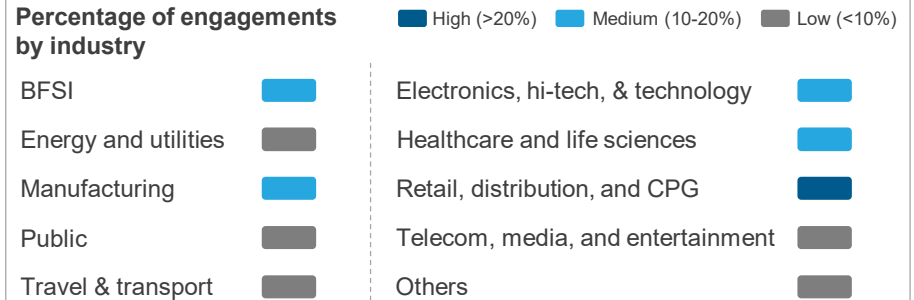 Percentage of engagements
by industry
High (>20%) Medium (10-20%) Low (<10%)
BFSI
Energy and utilities
Manufacturing
Public
Travel & transport
Electronics, hi-tech, & technology
Healthcare and life sciences
Retail, distribution, and CPG
Telecom, media, and entertainment
Others